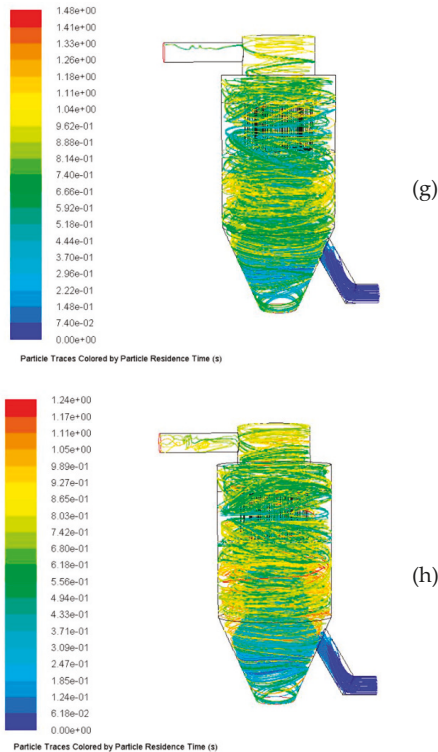 1.48e+00
1.41e+00
1.33e+00
1.26e+00
1.18e+00
1.11e+00
1.04e+00
9.62e-01
8.88e-01
8.14e-01
7.40e-01
6.66e-01
5.92e-01
5.18e-01
4.44e-01
3.70e-01
2.96e-01
2.22e-01
1.48e-01
7.40e-02
0.00e+00
(g)
Particle Traces Colored by Particle Residence Time (s)
1.24e+00
1.17e+00
1.11e+00
1.05e+00
9.89e-01
9.27e-01
8.65e-01
8.03e-01
7.42e-01
6.80e-01
6.18e-01
5.56e-01
4.94e-01
4.33e-01
3.71e-01
3.09e-01
2.47e-01
1.85e-01
1.24e-01
6.18e-02
0.00e+00
(h)
Particle Traces Colored by Particle Residence Time (s)